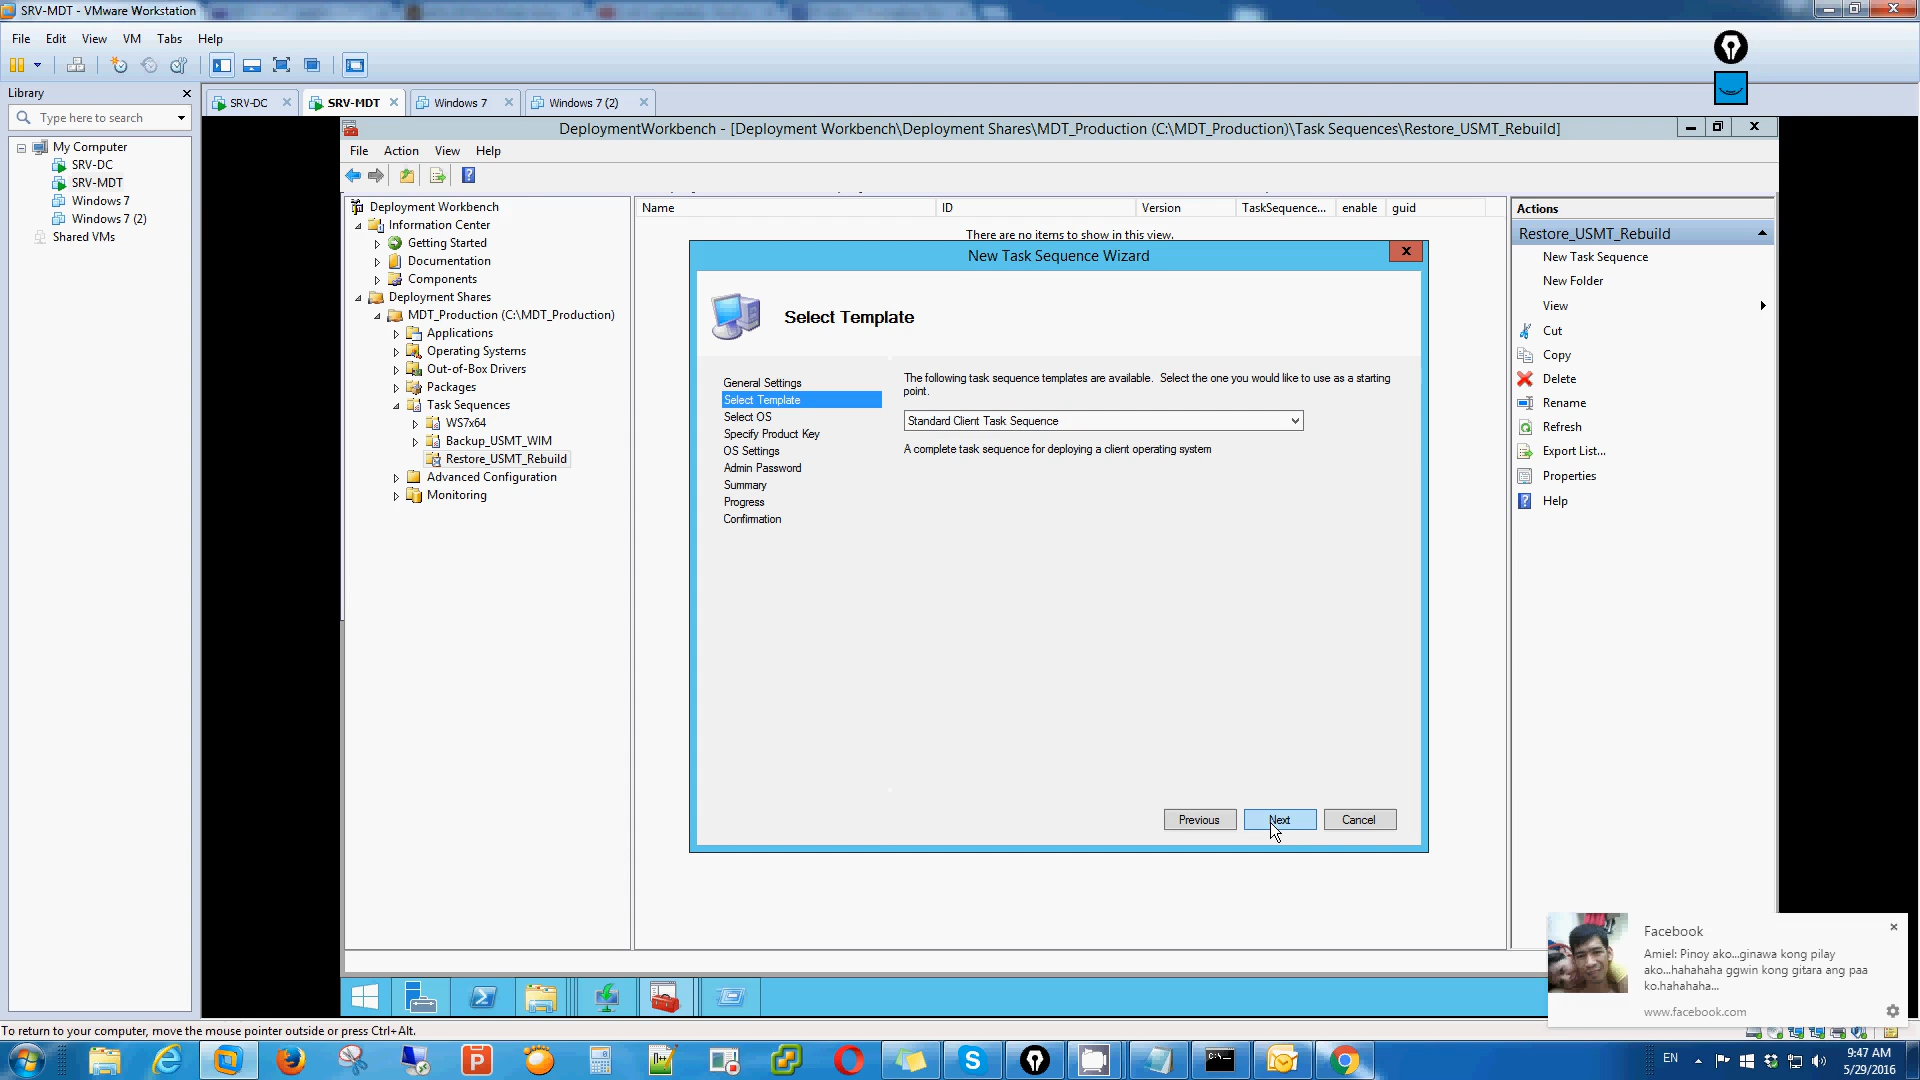 SRV-MDT - VMware Workstation
File Edit View VM Tabs Help
Library
Type here to search
My Computer
SRV-DC
SRV-MDT
Windows 7
Windows 7 (2)
Shared VMs
SRV-DC SRV-MDT Windows 7 Windows 7 (2)
DeploymentWorkbench - [Deployment Workbench\Deployment Shares\MDT_Production (C:\MDT_Production)\Task Sequences\Restore_USMT_Rebuild]
File Action View Help
Deployment Workbench
Information Center
Getting Started
Documentation
Components
Deployment Shares
MDT_Production (C:\MDT_Production)
Applications
Operating Systems
Out-of-Box Drivers
Packages
Task Sequences
WS7x64
Backup_USMT_WIM
Restore_USMT_Rebuild
Advanced Configuration
Monitoring
Name ID Version TaskSequence... enable guid
There are no items to show in this view.
New Task Sequence Wizard
Select Template
General Settings
Select Template
Select OS
Specify Product Key
OS Settings
Admin Password
Summary
Progress
Confirmation
The following task sequence templates are available. Select the one you would like to use as a starting
point.
Standard Client Task Sequence
A complete task sequence for deploying a client operating system
Previous Next Cancel
Actions
Restore_USMT_Rebuild
New Task Sequence
New Folder
View
Cut
Copy
Delete
Rename
Refresh
Export List...
Properties
Help
Facebook
Amiel: Pinoy ako...ginawa kong pilay
ako...hahahaha ggwin kong gitara ang paa
ko.hahahaha...
www.facebook.com
To return to your computer, move the mouse pointer outside or press Ctrl+Alt.
EN
9:47 AM
5/29/2016